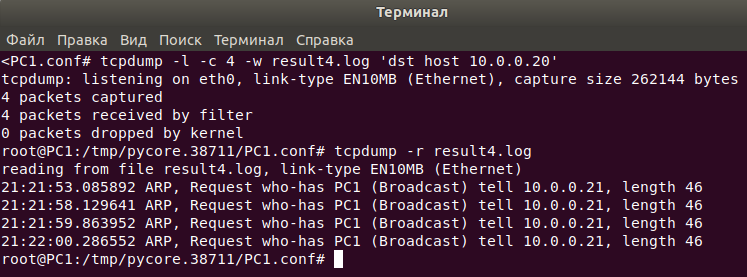 Терминал
Файл Правка Вид Поиск Терминал Справка
<PC1.conf# tcpdump -l -c 4 -w result4.log 'dst host 10.0.0.20'
tcpdump: listening on eth0, link-type EN10MB (Ethernet), capture size 262144 bytes
4 packets captured
4 packets received by filter
0 packets dropped by kernel
root@PC1:/tmp/pycore.38711/PC1.conf# tcpdump -r result4.log
reading from file result4.log, link-type EN10MB (Ethernet)
21:21:53.085892 ARP, Request who-has PC1 (Broadcast) tell 10.0.0.21, length 46
21:21:58.129641 ARP, Request who-has PC1 (Broadcast) tell 10.0.0.21, length 46
21:21:59.863952 ARP, Request who-has PC1 (Broadcast) tell 10.0.0.21, length 46
21:22:00.286552 ARP, Request who-has PC1 (Broadcast) tell 10.0.0.21, length 46
root@PC1:/tmp/pycore.38711/PC1.conf#